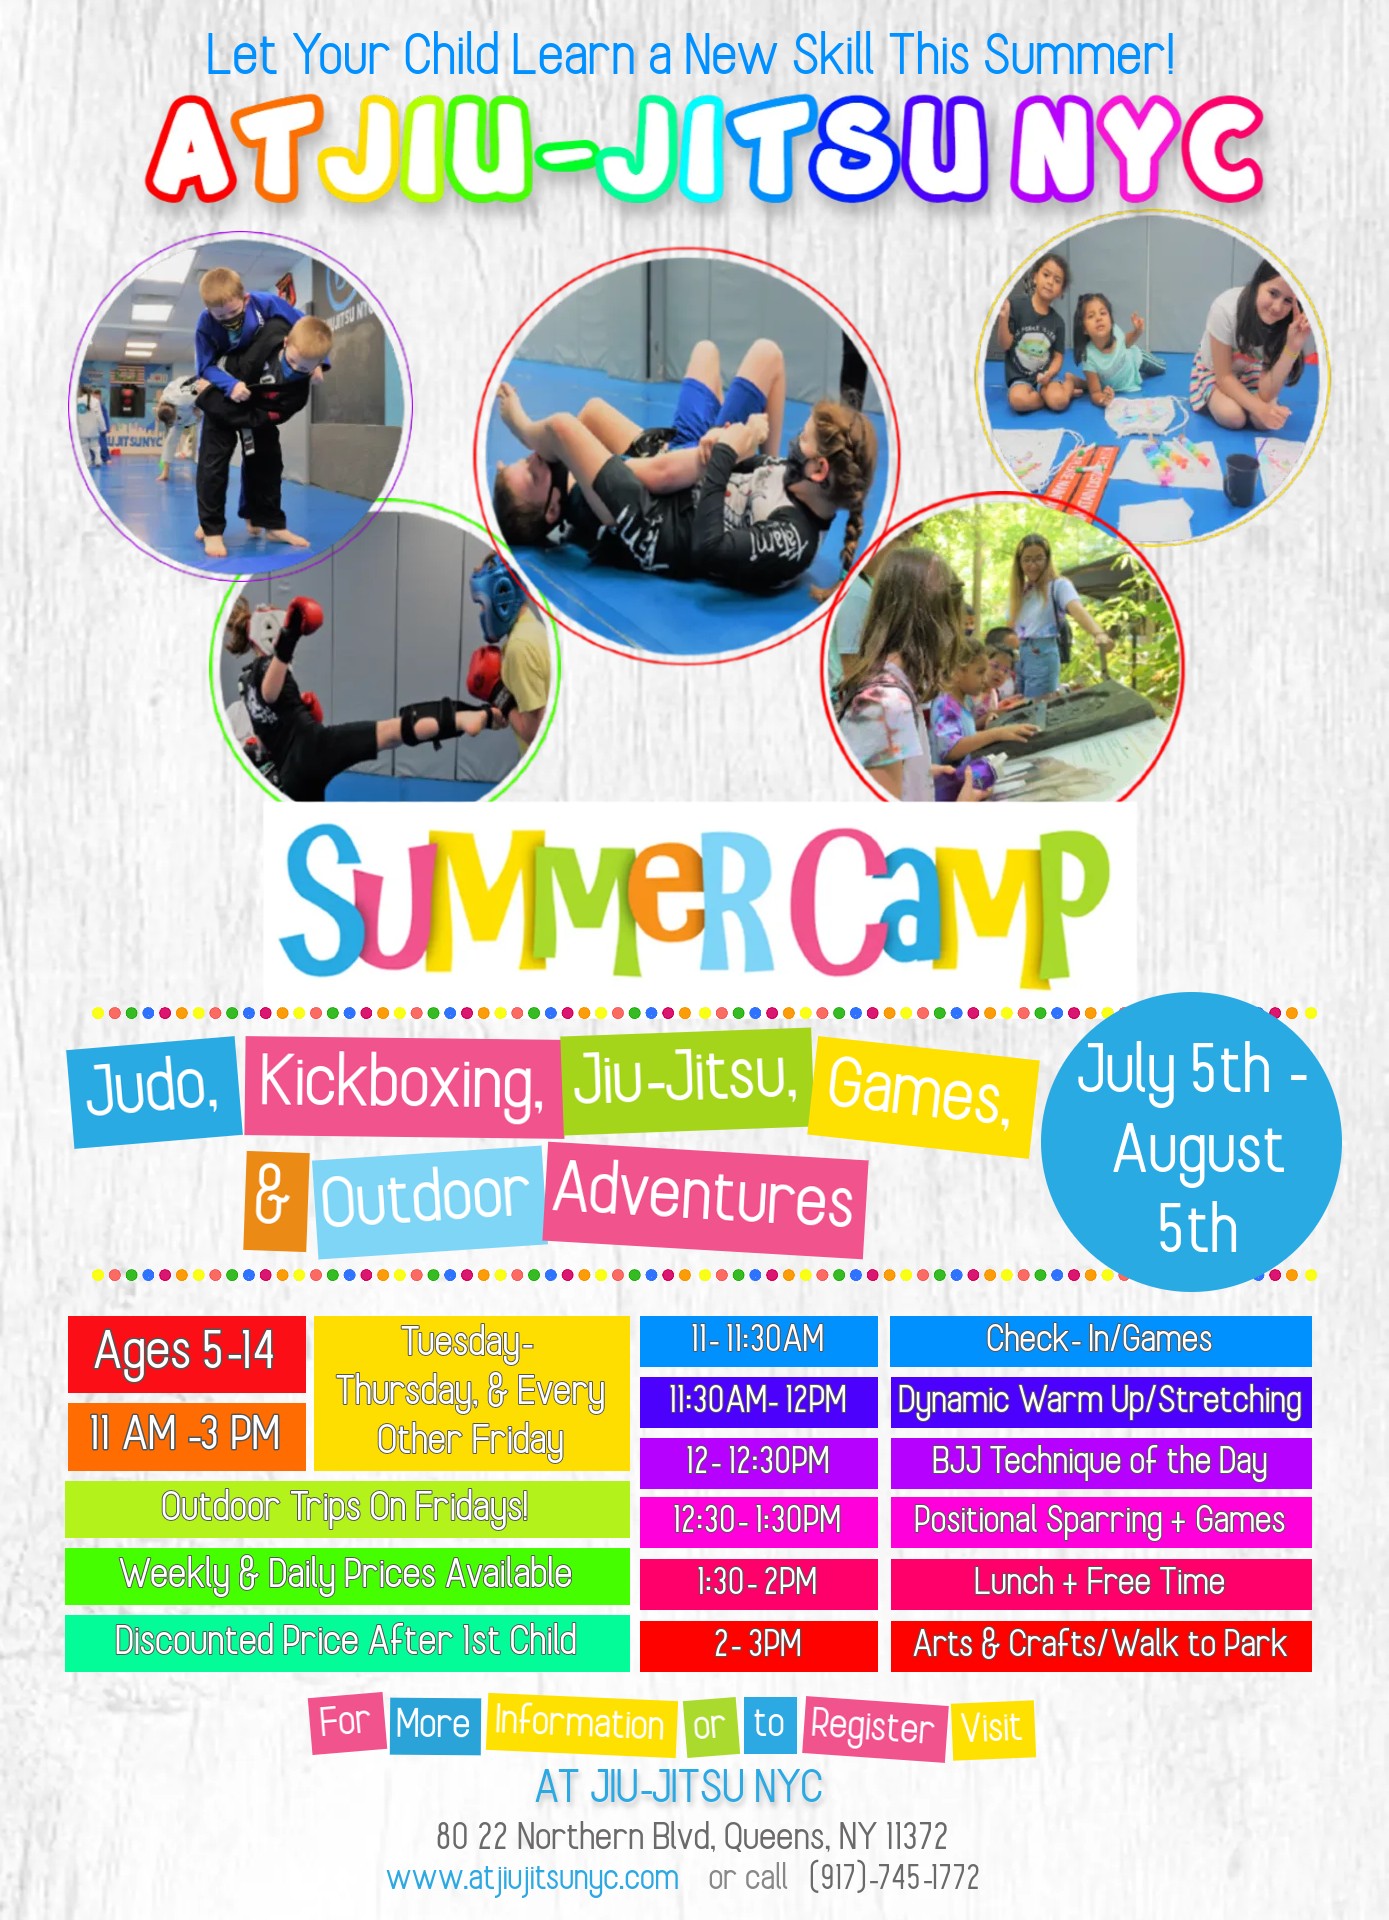 Let Your Child Learn a New Skill This Summer!
AT JIU-JITSU NYC
SUMMER CAMP
Judo, Kickboxing, Jiu-Jitsu, Games,
& Outdoor Adventures
July 5th -
August
5th
Ages 5-14
11 AM -3 PM
Tuesday-
Thursday, & Every
Other Friday
Outdoor Trips On Fridays!
Weekly & Daily Prices Available
Discounted Price After 1st Child
11- 11:30AM Check- In/Games
11:30AM- 12PM Dynamic Warm Up/Stretching
12- 12:30PM BJJ Technique of the Day
12:30- 1:30PM Positional Sparring + Games
1:30- 2PM Lunch + Free Time
2- 3PM Arts & Crafts/Walk to Park
For More Information or to Register Visit
AT JIU-JITSU NYC
80 22 Northern Blvd, Queens, NY 11372
www.atjiujitsunyc.com or call (917)-745-1772